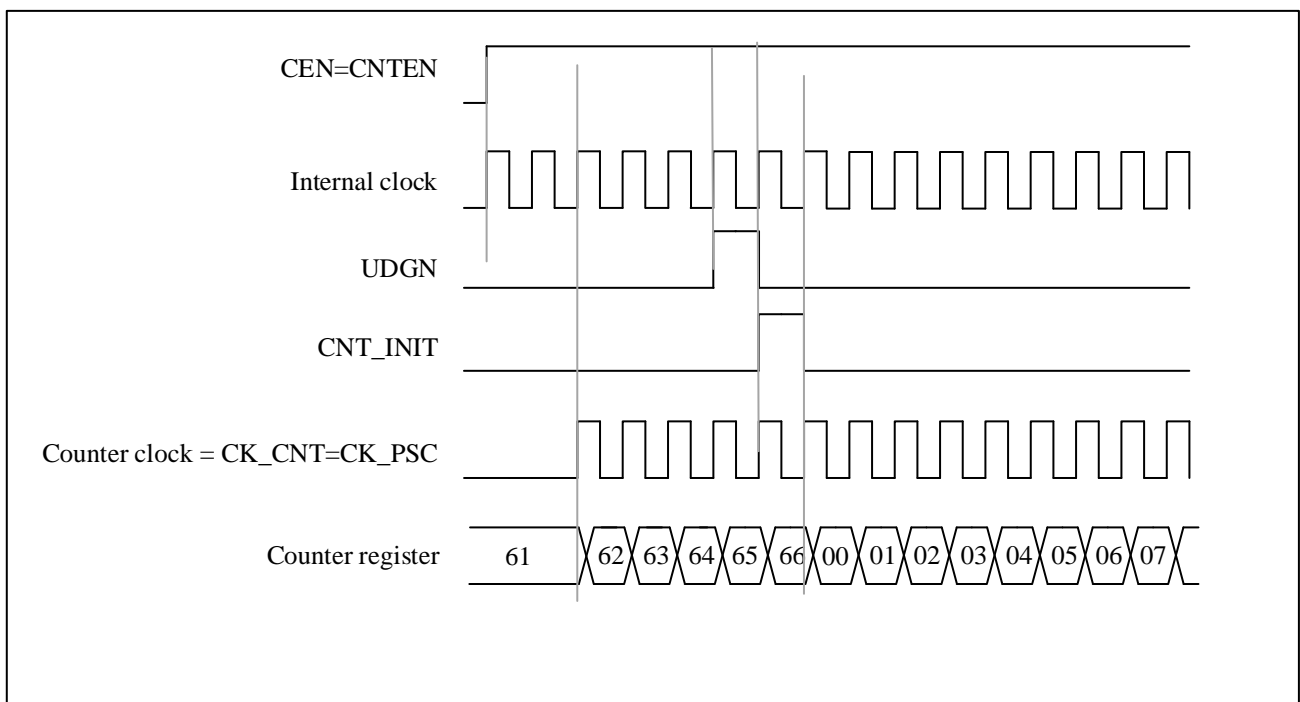 CEN=CNTEN
Internal clock
UDGN
CNT_INIT
Counter clock = CK_CNT=CK_PSC
Counter register 61 62 63 64 65 66 00 01 02 03 04 05 06 07